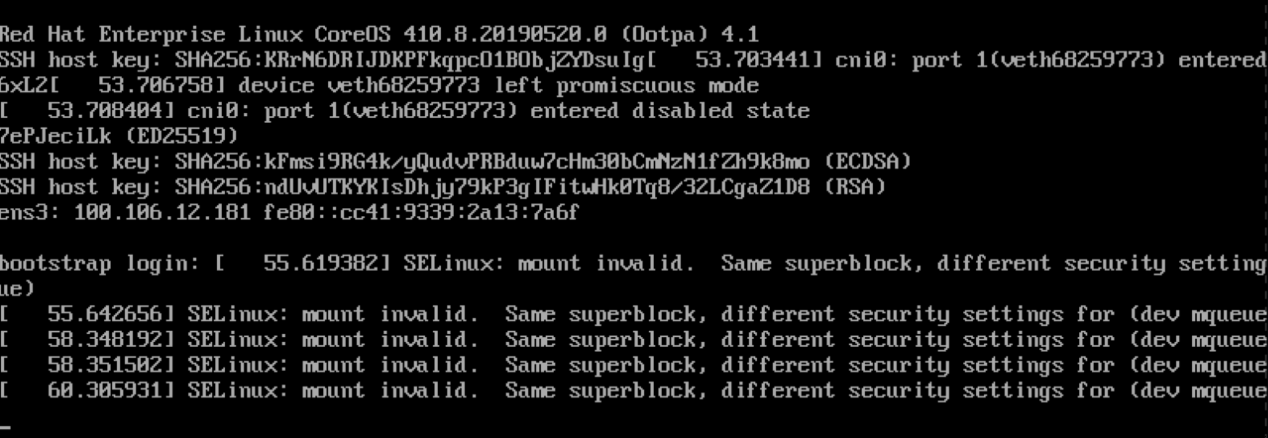 Red Hat Enterprise Linux CoreOS 410.8.20190520.0 (Ootpa) 4.1
SSH host key: SHA256:KRrN6DRIJDKPFkqpcO1BObjZYDsuIg[   53.703441] cni0: port 1(veth68259773) entered
6xL2[   53.706758] device veth68259773 left promiscuous mode
[   53.708404] cni0: port 1(veth68259773) entered disabled state
7ePJeciLk (ED25519)
SSH host key: SHA256:kFmsi9RG4k/yQudvPRBduw7cHm30bCmNzN1fZh9k8mo (ECDSA)
SSH host key: SHA256:ndUvUTKYKIsDhjy79kP3gIFitwHk0Tq8/32LCgaZ1D8 (RSA)
ens3: 100.106.12.181 fe80::cc41:9339:2a13:7a6f
bootstrap login: [   55.619382] SELinux: mount invalid.  Same superblock, different security setting
ue)
[   55.642656] SELinux: mount invalid.  Same superblock, different security settings for (dev mqueue
[   58.348192] SELinux: mount invalid.  Same superblock, different security settings for (dev mqueue
[   58.351502] SELinux: mount invalid.  Same superblock, different security settings for (dev mqueue
[   60.305931] SELinux: mount invalid.  Same superblock, different security settings for (dev mqueue